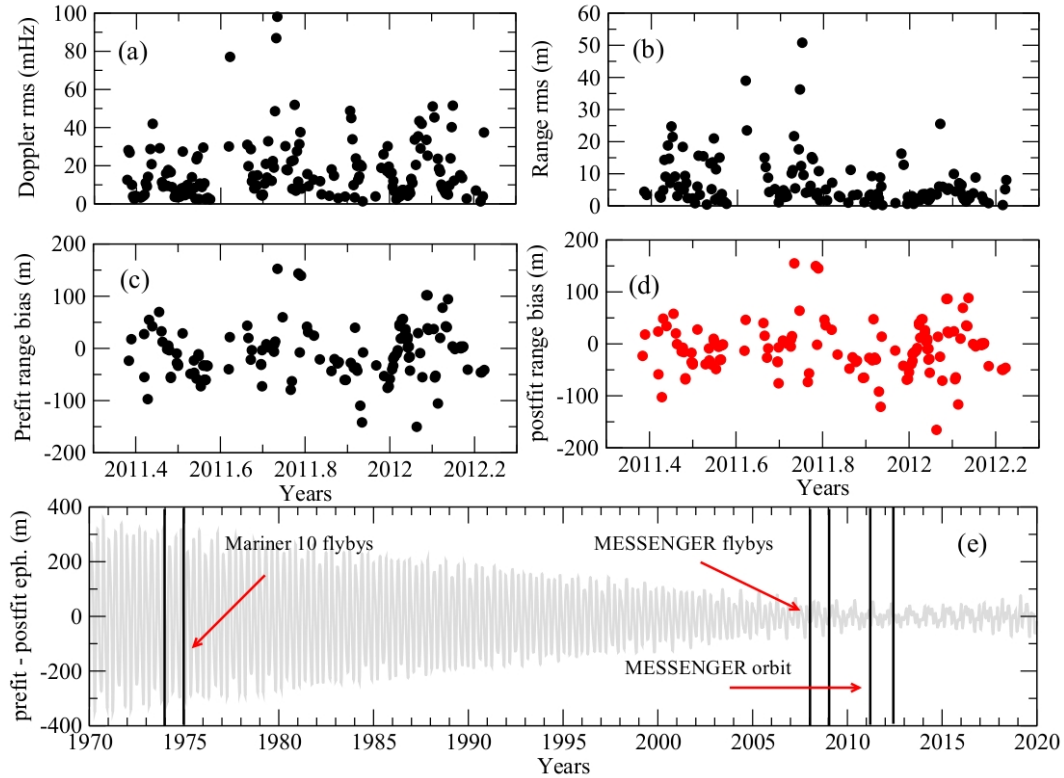 100
80
60
40
20
0
Doppler rms (mHz)
(a)
60
50
40
30
20
10
0
Range rms (m)
(b)
200
100
0
-100
-200
Prefit range bias (m)
(c)
2011.4 2011.6 2011.8 2012 2012.2
Years
200
100
0
-100
-200
postfit range bias (m)
(d)
2011.4 2011.6 2011.8 2012 2012.2
Years
400
200
0
-200
-400
prefit - postfit eph. (m)
Mariner 10 flybys
MESSENGER flybys
(e)
MESSENGER orbit
1970 1975 1980 1985 1990 1995 2000 2005 2010 2015 2020
Years